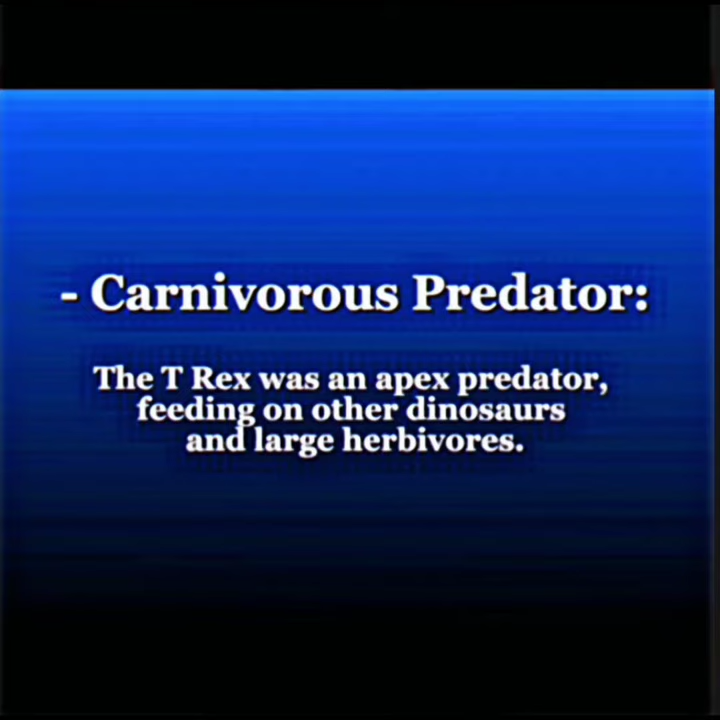 - Carnivorous Predator:
The T Rex was an apex predator,
feeding on other dinosaurs
and large herbivores.